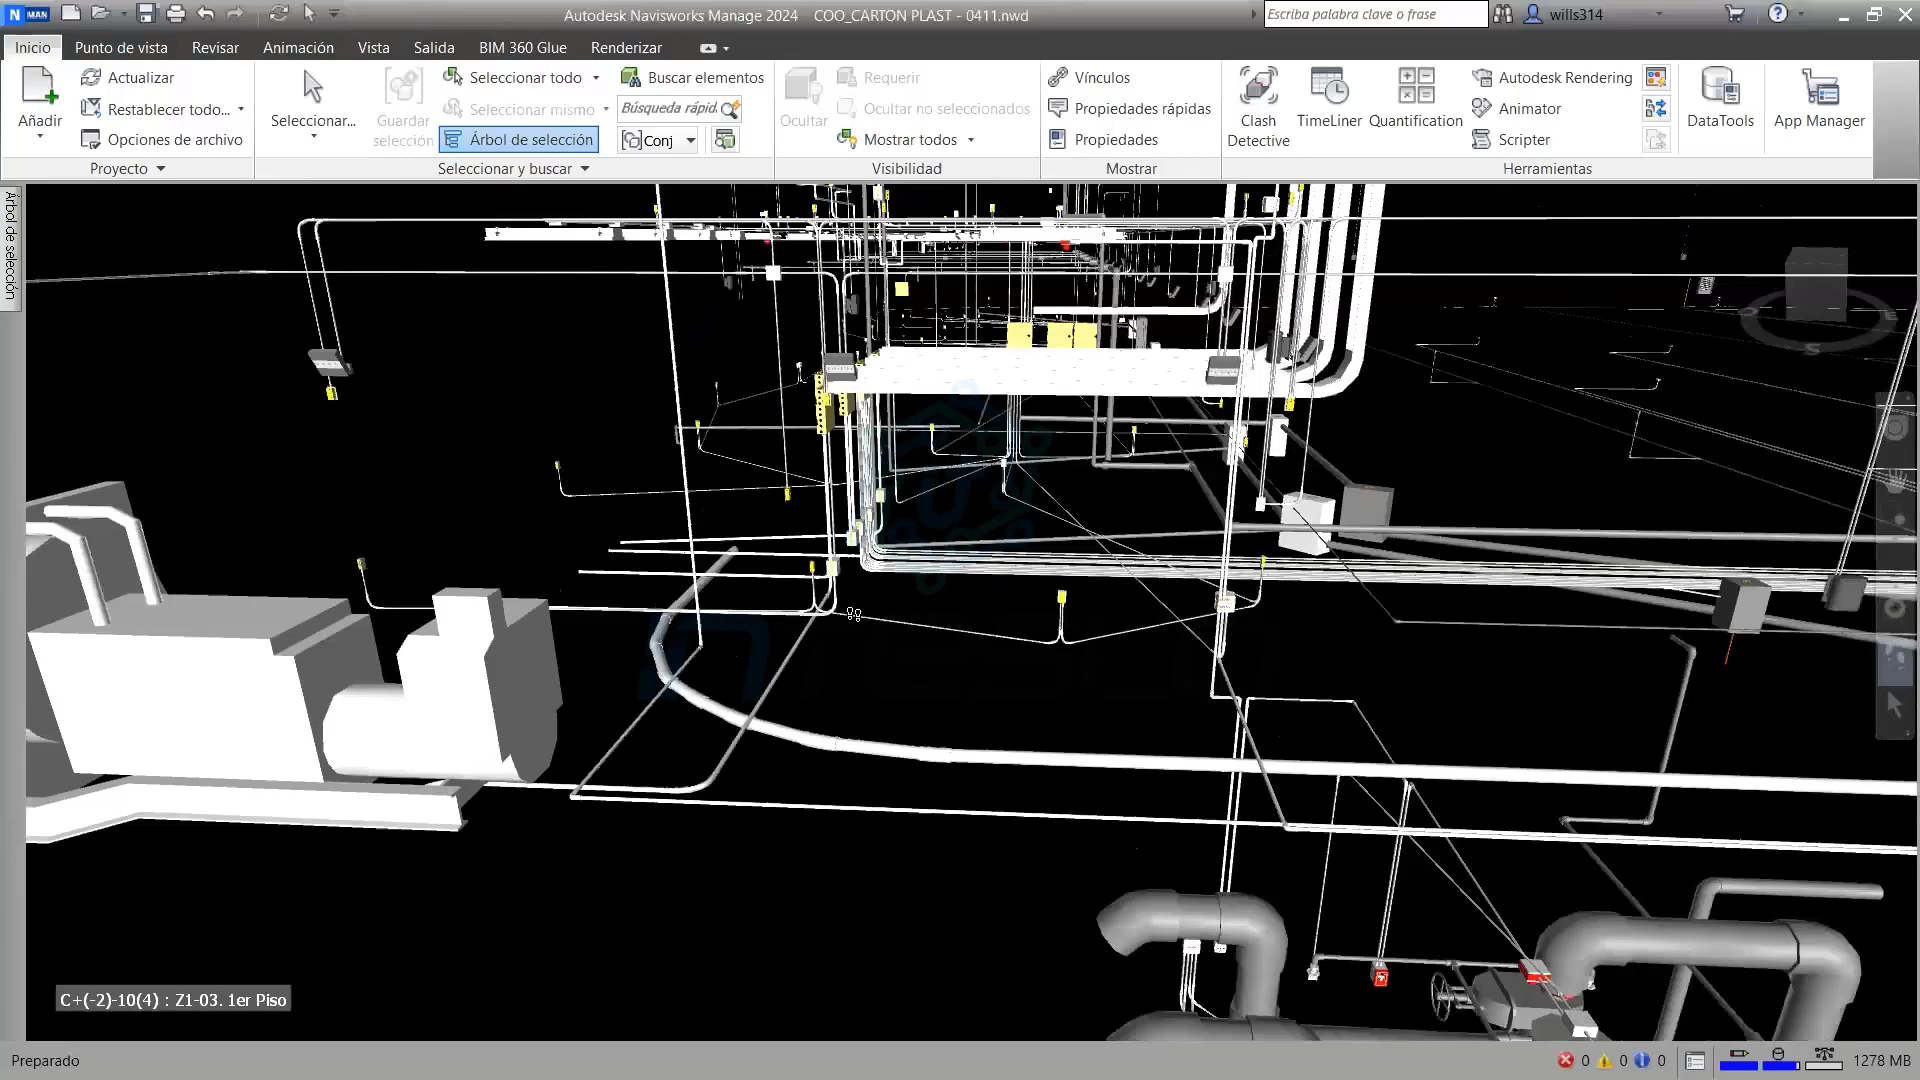 N MAN
Autodesk Navisworks Manage 2024 COO_CARTON PLAST - 0411.nwd
Escriba palabra clave o frase
wills314
Inicio Punto de vista Revisar Animación Vista Salida BIM 360 Glue Renderizar
Añadir
Actualizar
Restablecer todo...
Opciones de archivo
Proyecto
Seleccionar...
Guardar
selección
Seleccionar todo
Seleccionar mismo
Árbol de selección
Buscar elementos
Búsqueda rápid
Conj
Seleccionar y buscar
Ocultar
Requerir
Ocultar no seleccionados
Mostrar todos
Visibilidad
Vínculos
Propiedades rápidas
Propiedades
Mostrar
Clash
Detective
TimeLiner
Quantification
Autodesk Rendering
Animator
Scripter
Herramientas
DataTools
App Manager
Árbol de selección
E
S
C+(-2)-10(4) : Z1-03. 1er Piso
Preparado
0 0 0
1278 MB